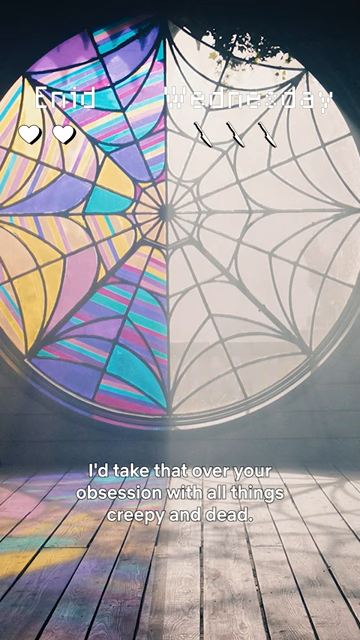 Enid Wednesday
I'd take that over your
obsession with all things
creepy and dead.